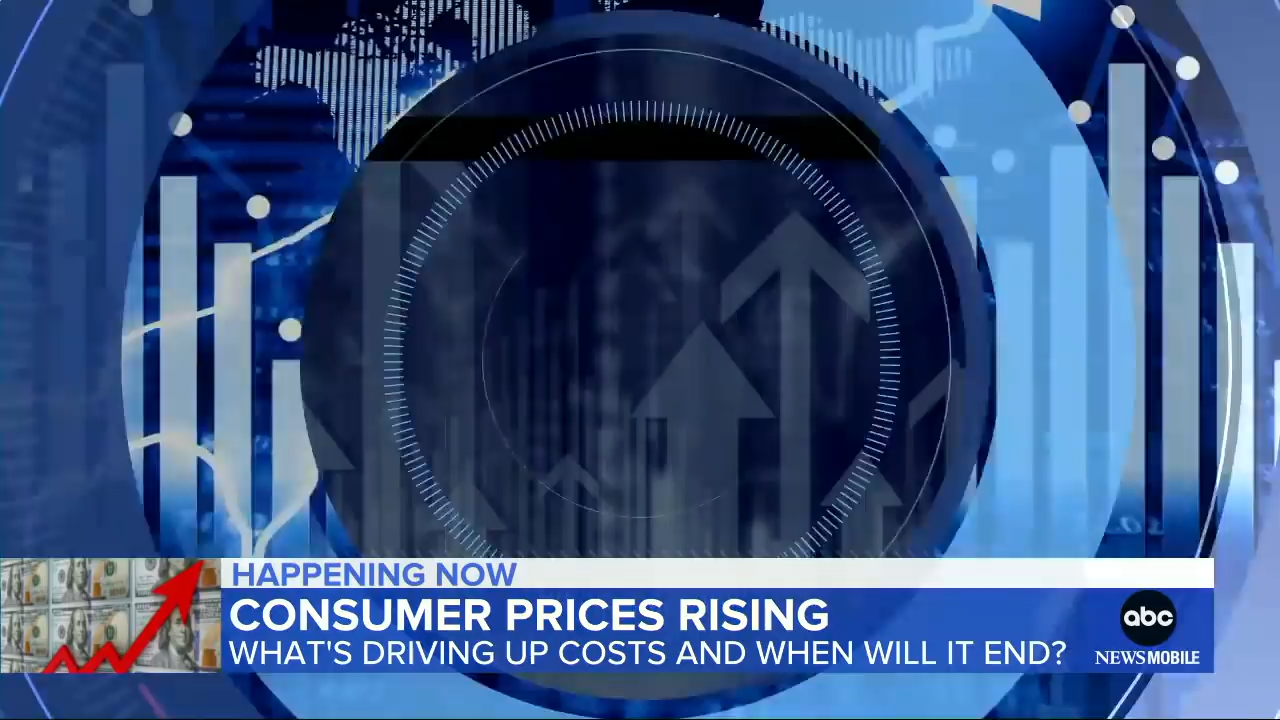 HAPPENING NOW
CONSUMER PRICES RISING
WHAT'S DRIVING UP COSTS AND WHEN WILL IT END?
abc
NEWS MOBILE